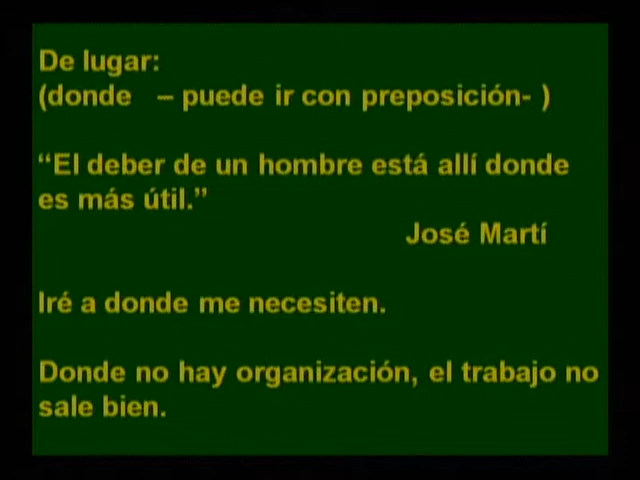 De lugar:
(donde – puede ir con preposición- )
“El deber de un hombre está allí donde
es más útil.”
José Martí
Iré a donde me necesiten.
Donde no hay organización, el trabajo no
sale bien.